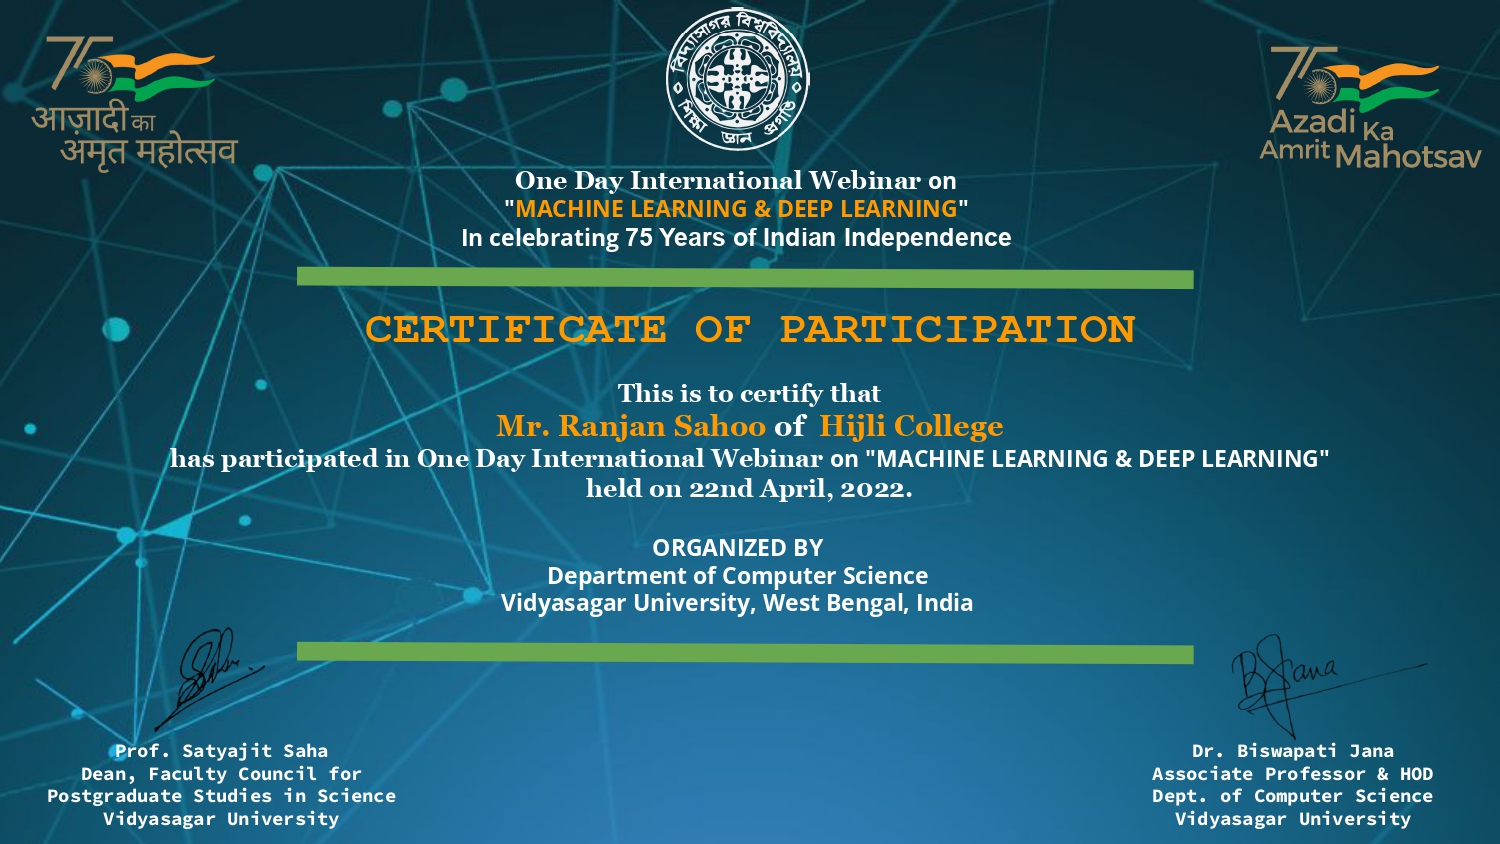 75
आज़ादी का
अमृत महोत्सव
বিদ্যাসাগর বিশ্ববিদ্যালয়
শিক্ষা জ্ঞান প্রগতি
75
Azadi Ka
Amrit Mahotsav
One Day International Webinar on
"MACHINE LEARNING & DEEP LEARNING"
In celebrating 75 Years of Indian Independence
CERTIFICATE OF PARTICIPATION
This is to certify that
Mr. Ranjan Sahoo of Hijli College
has participated in One Day International Webinar on "MACHINE LEARNING & DEEP LEARNING"
held on 22nd April, 2022.
ORGANIZED BY
Department of Computer Science
Vidyasagar University, West Bengal, India
BJana
Prof. Satyajit Saha
Dean, Faculty Council for
Postgraduate Studies in Science
Vidyasagar University
Dr. Biswapati Jana
Associate Professor & HOD
Dept. of Computer Science
Vidyasagar University